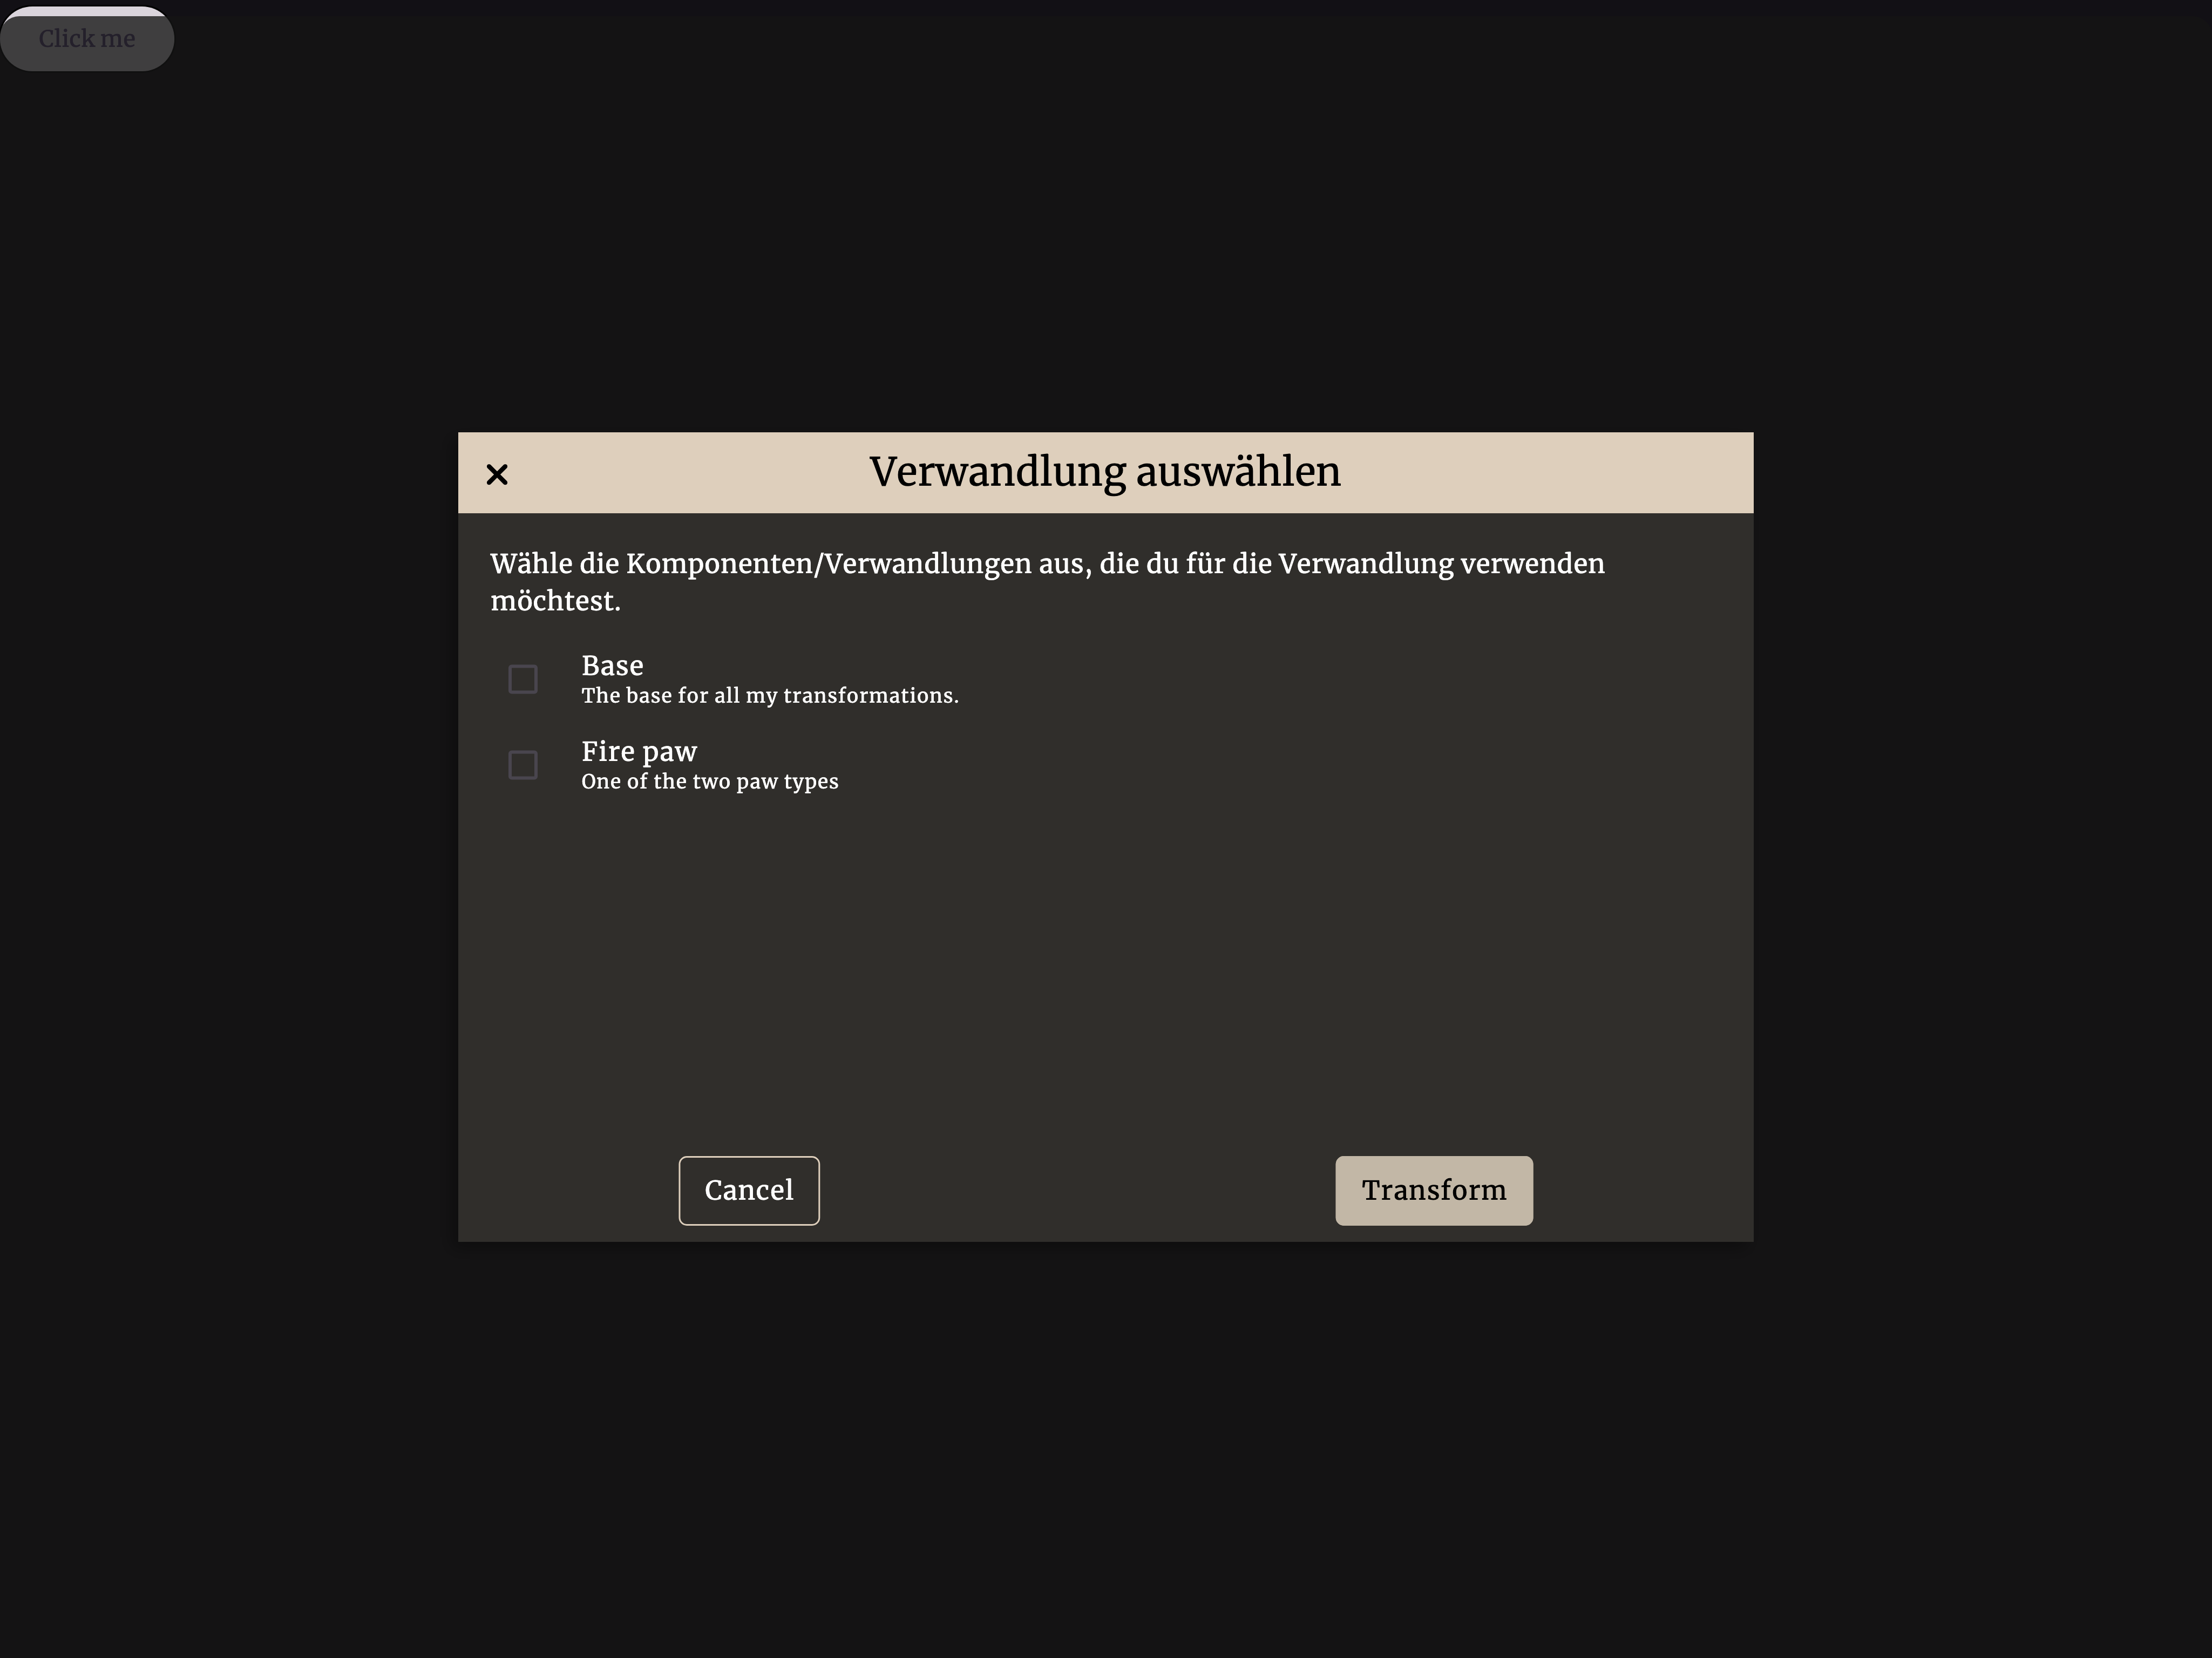 Click me
Verwandlung auswählen
Wähle die Komponenten/Verwandlungen aus, die du für die Verwandlung verwenden
möchtest.
Base
The base for all my transformations.
Fire paw
One of the two paw types
Cancel
Transform